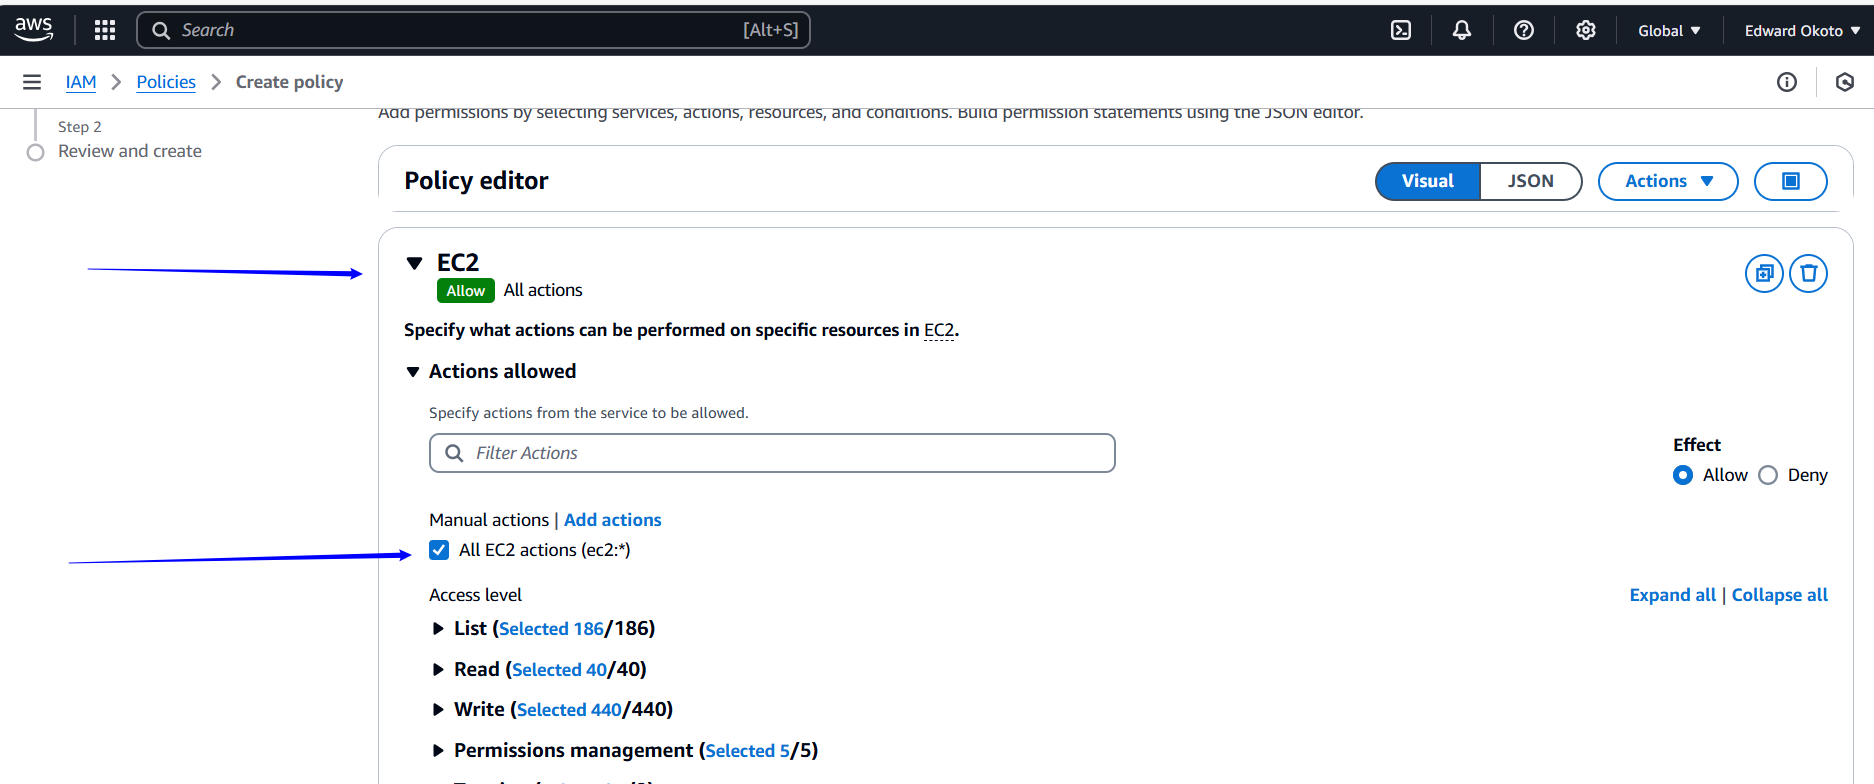 aws
Search [Alt+S]
Global Edward Okoto
IAM Policies Create policy
Add permissions by selecting services, actions, resources, and conditions. Build permission statements using the JSON editor.
Step 2
Review and create
Policy editor
Visual JSON Actions
EC2
Allow All actions
Specify what actions can be performed on specific resources in EC2.
Actions allowed
Specify actions from the service to be allowed.
Filter Actions
Effect
Allow Deny
Manual actions | Add actions
All EC2 actions (ec2:*)
Access level
Expand all | Collapse all
List (Selected 186/186)
Read (Selected 40/40)
Write (Selected 440/440)
Permissions management (Selected 5/5)